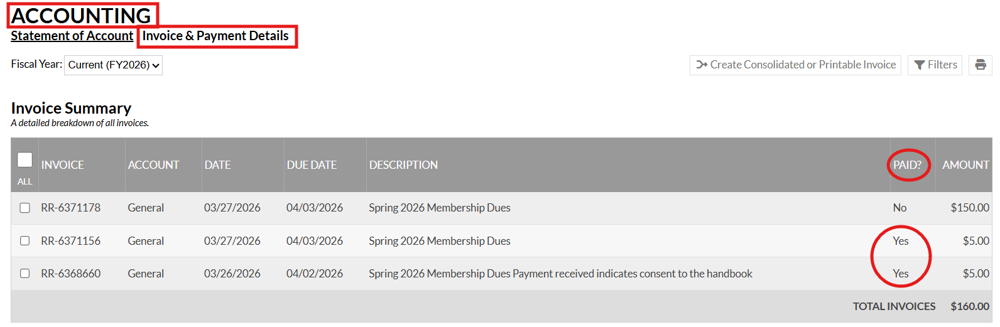 ACCOUNTING
Statement of Account Invoice & Payment Details
Fiscal Year: Current (FY2026) Create Consolidated or Printable Invoice Filters
Invoice Summary
A detailed breakdown of all invoices.
ALL INVOICE ACCOUNT DATE DUE DATE DESCRIPTION PAID? AMOUNT
RR-6371178 General 03/27/2026 04/03/2026 Spring 2026 Membership Dues No $150.00
RR-6371156 General 03/27/2026 04/03/2026 Spring 2026 Membership Dues Yes $5.00
RR-6368660 General 03/26/2026 04/02/2026 Spring 2026 Membership Dues Payment received indicates consent to the handbook Yes $5.00
TOTAL INVOICES $160.00